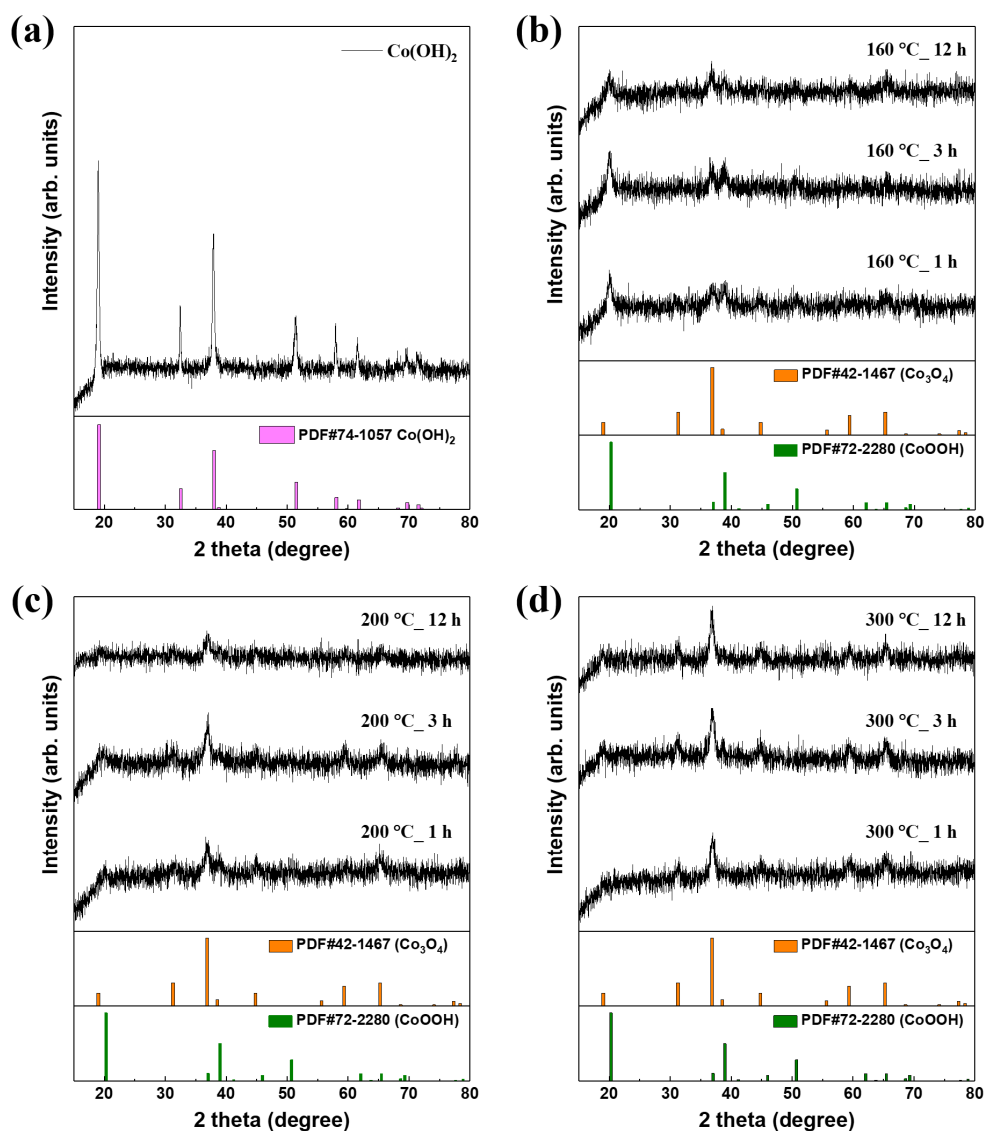 (a)
Co(OH)₂
Intensity (arb. units)
PDF#74-1057 Co(OH)₂
20 30 40 50 60 70 80
2 theta (degree)
(b)
160 °C_ 12 h
160 °C_ 3 h
160 °C_ 1 h
Intensity (arb. units)
PDF#42-1467 (Co₃O₄)
PDF#72-2280 (CoOOH)
20 30 40 50 60 70 80
2 theta (degree)
(c)
200 °C_ 12 h
200 °C_ 3 h
200 °C_ 1 h
Intensity (arb. units)
PDF#42-1467 (Co₃O₄)
PDF#72-2280 (CoOOH)
20 30 40 50 60 70 80
2 theta (degree)
(d)
300 °C_ 12 h
300 °C_ 3 h
300 °C_ 1 h
Intensity (arb. units)
PDF#42-1467 (Co₃O₄)
PDF#72-2280 (CoOOH)
20 30 40 50 60 70 80
2 theta (degree)